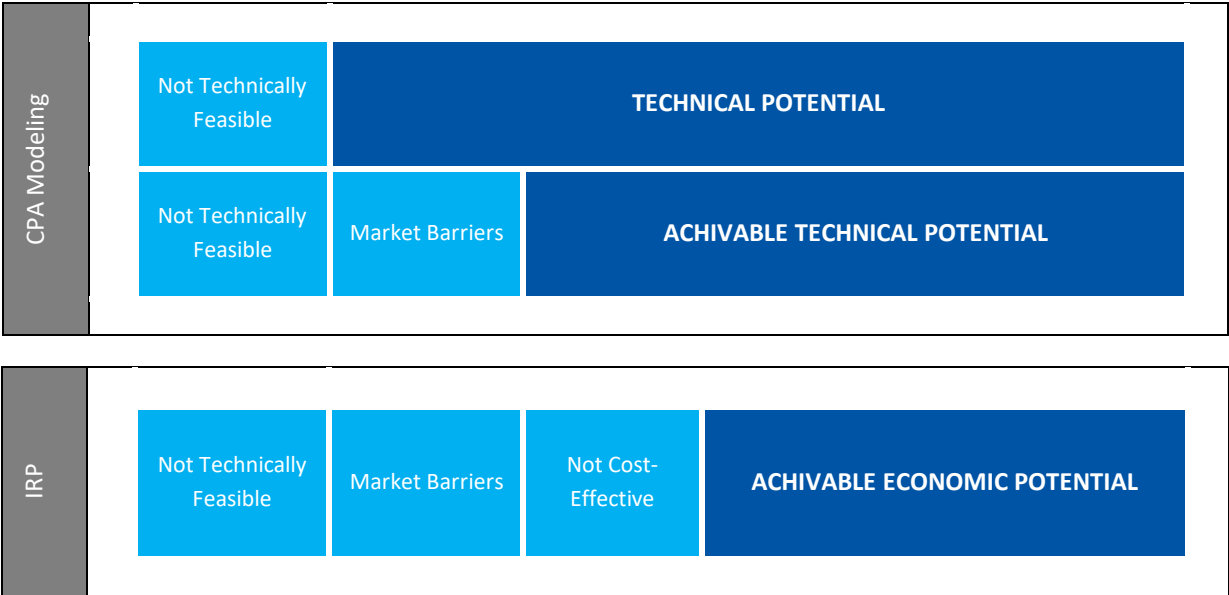 CPA Modeling
Not Technically
Feasible
TECHNICAL POTENTIAL
Not Technically
Feasible
Market Barriers
ACHIVABLE TECHNICAL POTENTIAL
IRP
Not Technically
Feasible
Market Barriers
Not Cost-
Effective
ACHIVABLE ECONOMIC POTENTIAL